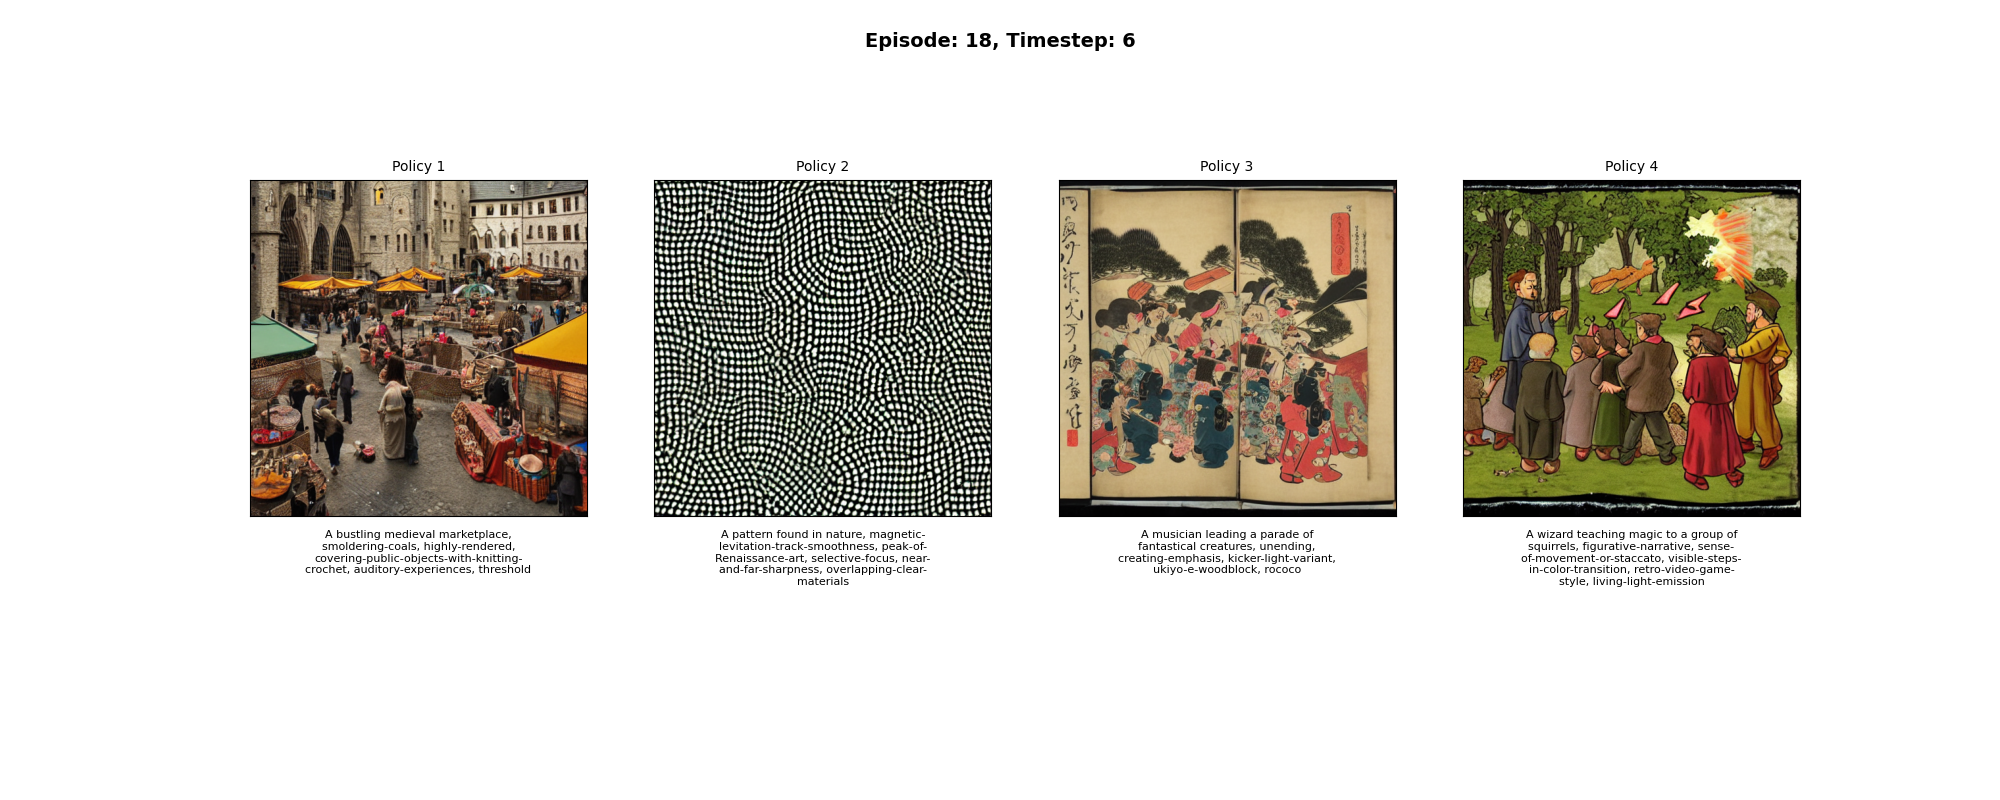 Episode: 18, Timestep: 6
Policy 1
Policy 2
Policy 3
Policy 4
A bustling medieval marketplace,
smoldering-coals, highly-rendered,
covering-public-objects-with-knitting-
crochet, auditory-experiences, threshold
A pattern found in nature, magnetic-
levitation-track-smoothness, peak-of-
Renaissance-art, selective-focus, near-
and-far-sharpness, overlapping-clear-
materials
A musician leading a parade of
fantastical creatures, unending,
creating-emphasis, kicker-light-variant,
ukiyo-e-woodblock, rococo
A wizard teaching magic to a group of
squirrels, figurative-narrative, sense-
of-movement-or-staccato, visible-steps-
in-color-transition, retro-video-game-
style, living-light-emission